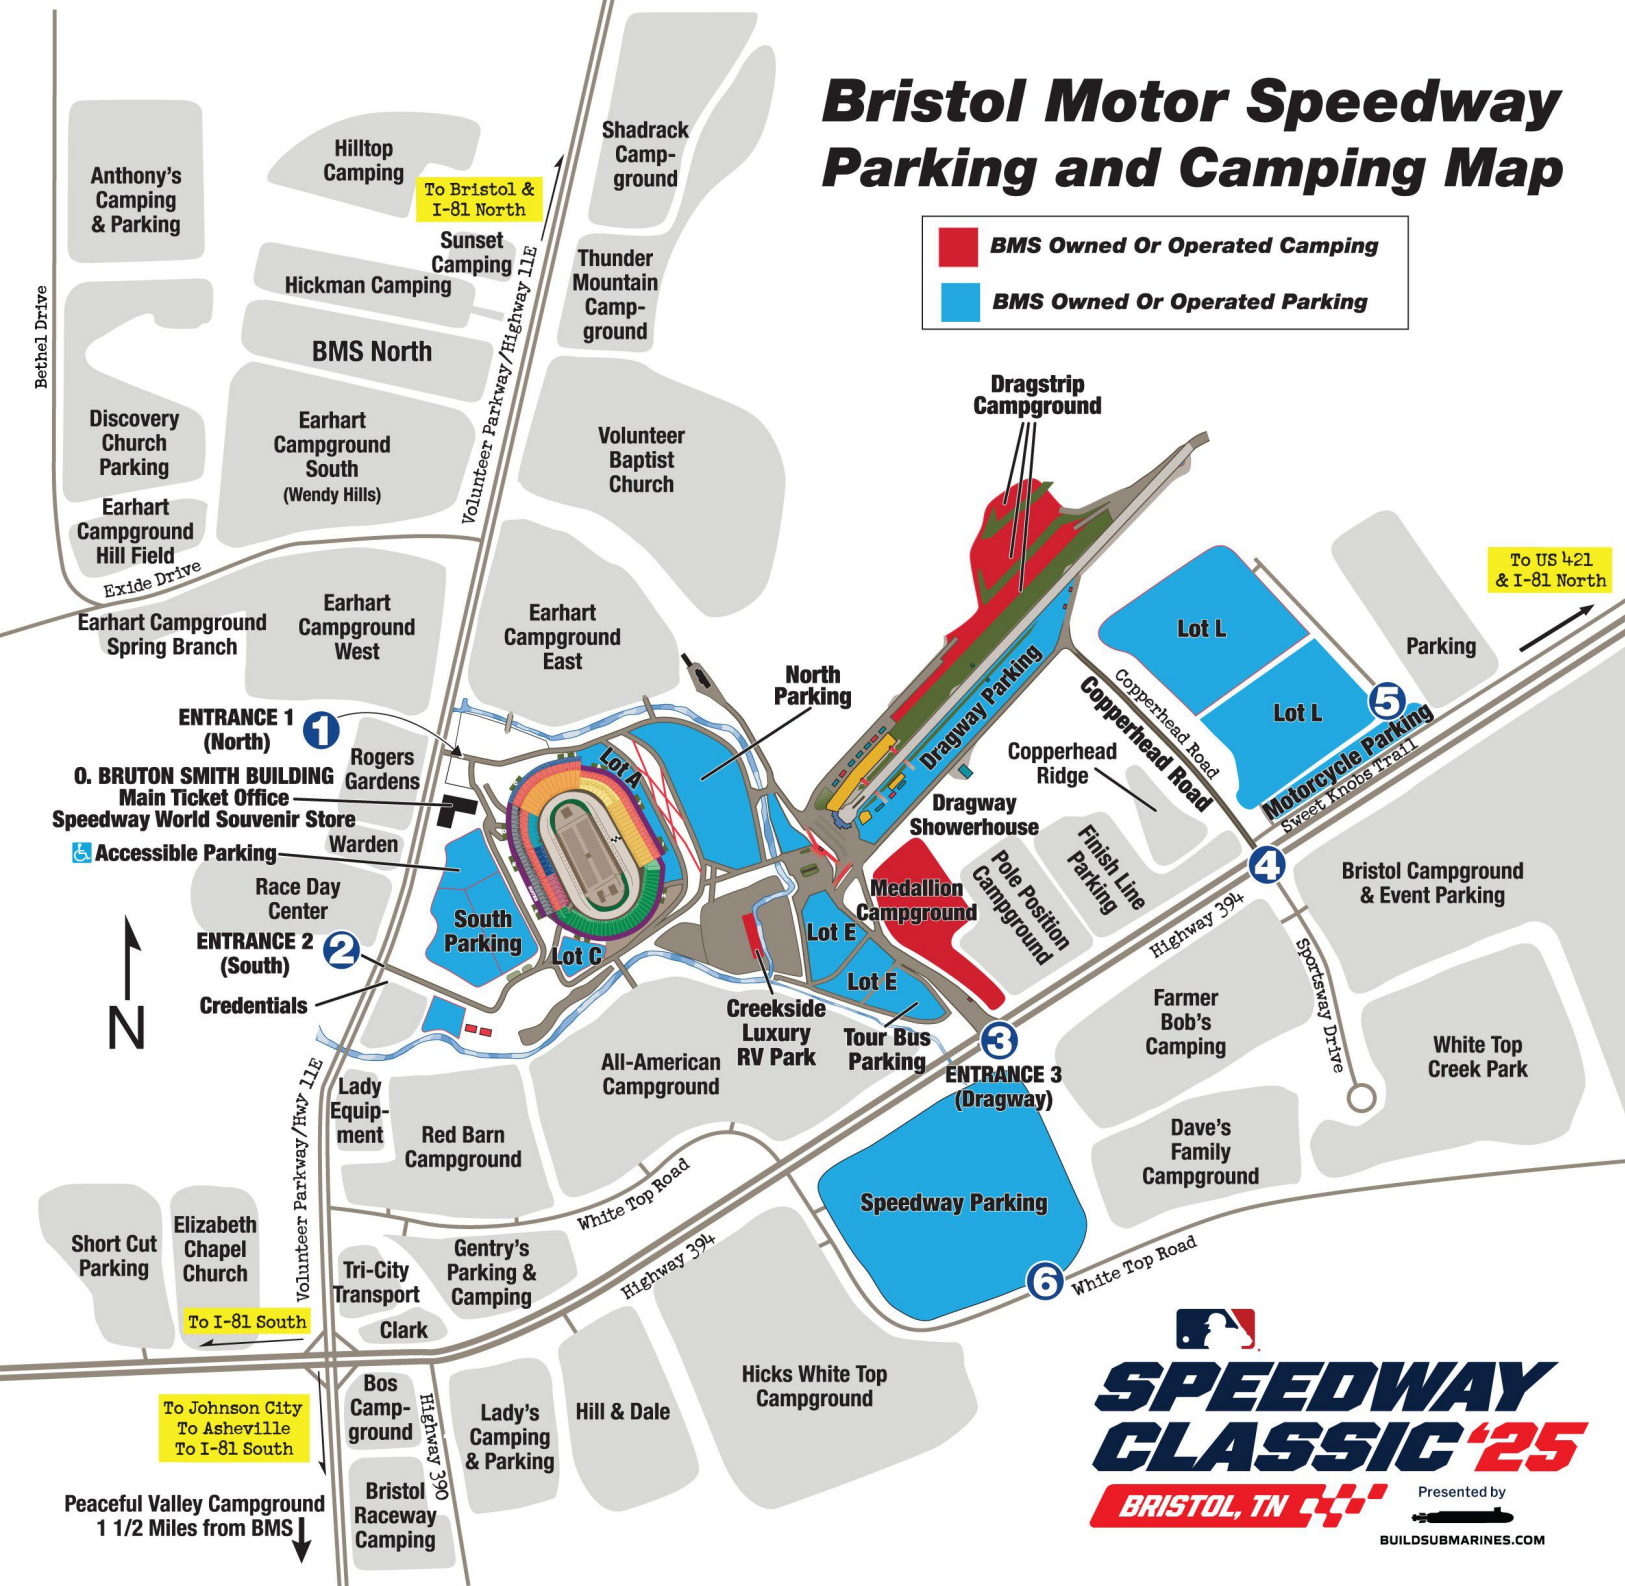 Bristol Motor Speedway
Parking and Camping Map
BMS Owned Or Operated Camping
BMS Owned Or Operated Parking
Anthony's
Camping
& Parking
Hilltop
Camping
To Bristol &
I-81 North
Shadrack
Camp-
ground
Sunset
Camping
Hickman Camping
Thunder
Mountain
Camp-
ground
BMS North
Bethel Drive
Volunteer Parkway/Highway 11E
Discovery
Church
Parking
Earhart
Campground
South
(Wendy Hills)
Volunteer
Baptist
Church
Dragstrip
Campground
Earhart
Campground
Hill Field
Exide Drive
Earhart Campground
Spring Branch
Earhart
Campground
West
Earhart
Campground
East
North
Parking
Dragway Parking
Lot L
Lot L
Parking
To US 421
& I-81 North
Copperhead Road
Copperhead Road
5
Motorcycle Parking
Sweet Knobs Trail
ENTRANCE 1
(North)
1
Rogers
Gardens
O. BRUTON SMITH BUILDING
Main Ticket Office
Speedway World Souvenir Store
Warden
Accessible Parking
Race Day
Center
Lot A
Copperhead
Ridge
Dragway
Showerhouse
Finish Line
Parking
Pole Position
Campground
Medallion
Campground
4
Highway 394
Bristol Campground
& Event Parking
South
Parking
Lot C
Lot E
Lot E
ENTRANCE 2
(South)
2
Credentials
N
Creekside
Luxury
RV Park
Tour Bus
Parking
3
ENTRANCE 3
(Dragway)
Farmer
Bob's
Camping
Sportsway Drive
White Top
Creek Park
All-American
Campground
Lady
Equip-
ment
Red Barn
Campground
Volunteer Parkway/Hwy 11E
Dave's
Family
Campground
White Top Road
Speedway Parking
6
White Top Road
Short Cut
Parking
Elizabeth
Chapel
Church
Tri-City
Transport
Gentry's
Parking &
Camping
Highway 394
To I-81 South
Clark
Hicks White Top
Campground
Bos
Camp-
ground
Highway 390
Lady's
Camping
& Parking
Hill & Dale
To Johnson City
To Asheville
To I-81 South
Peaceful Valley Campground
1 1/2 Miles from BMS
Bristol
Raceway
Camping
SPEEDWAY
CLASSIC '25
BRISTOL, TN
Presented by
BUILDSUBMARINES.COM